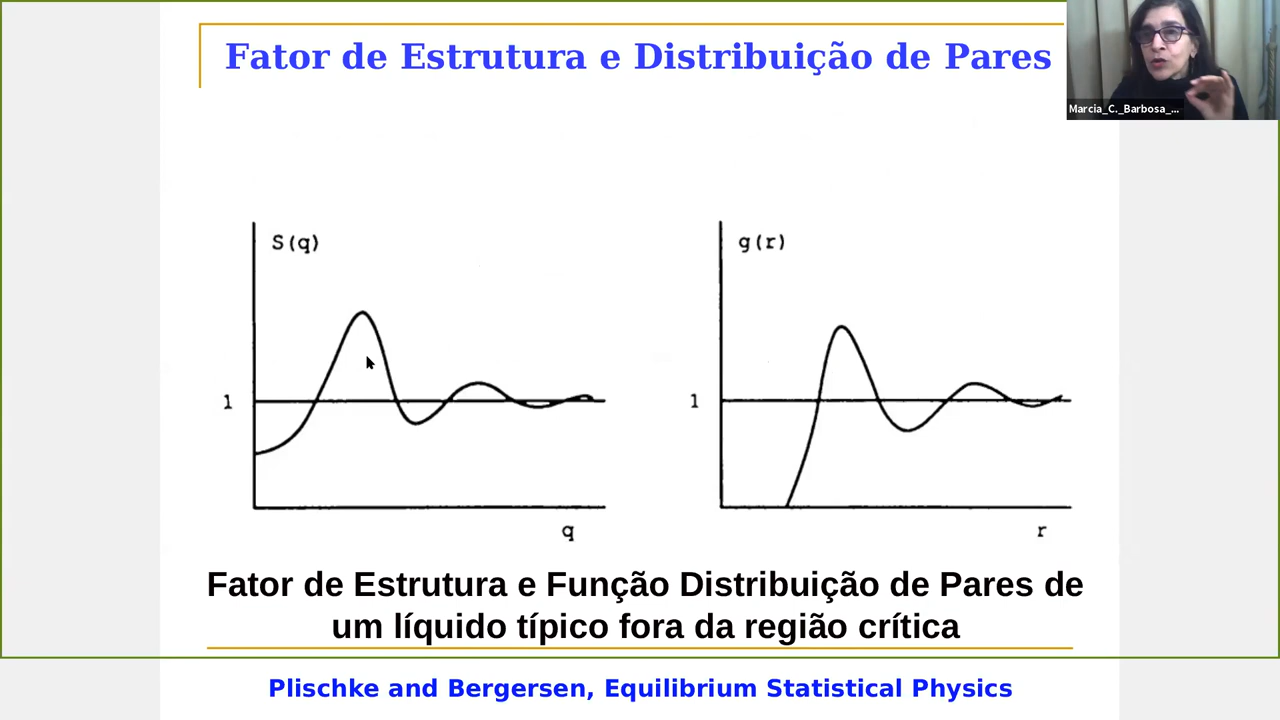 Fator de Estrutura e Distribuição de Pares
Marcia_C._Barbosa_...
S(q)
1
q
g(r)
1
r
Fator de Estrutura e Função Distribuição de Pares de
um líquido típico fora da região crítica
Plischke and Bergersen, Equilibrium Statistical Physics